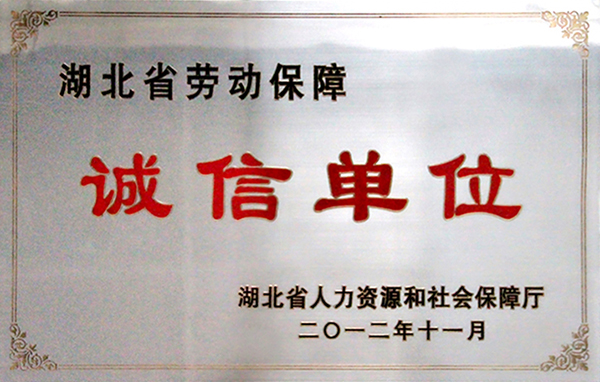 湖北省劳动保障
诚信单位
湖北省人力资源和社会保障厅
二〇一二年十一月